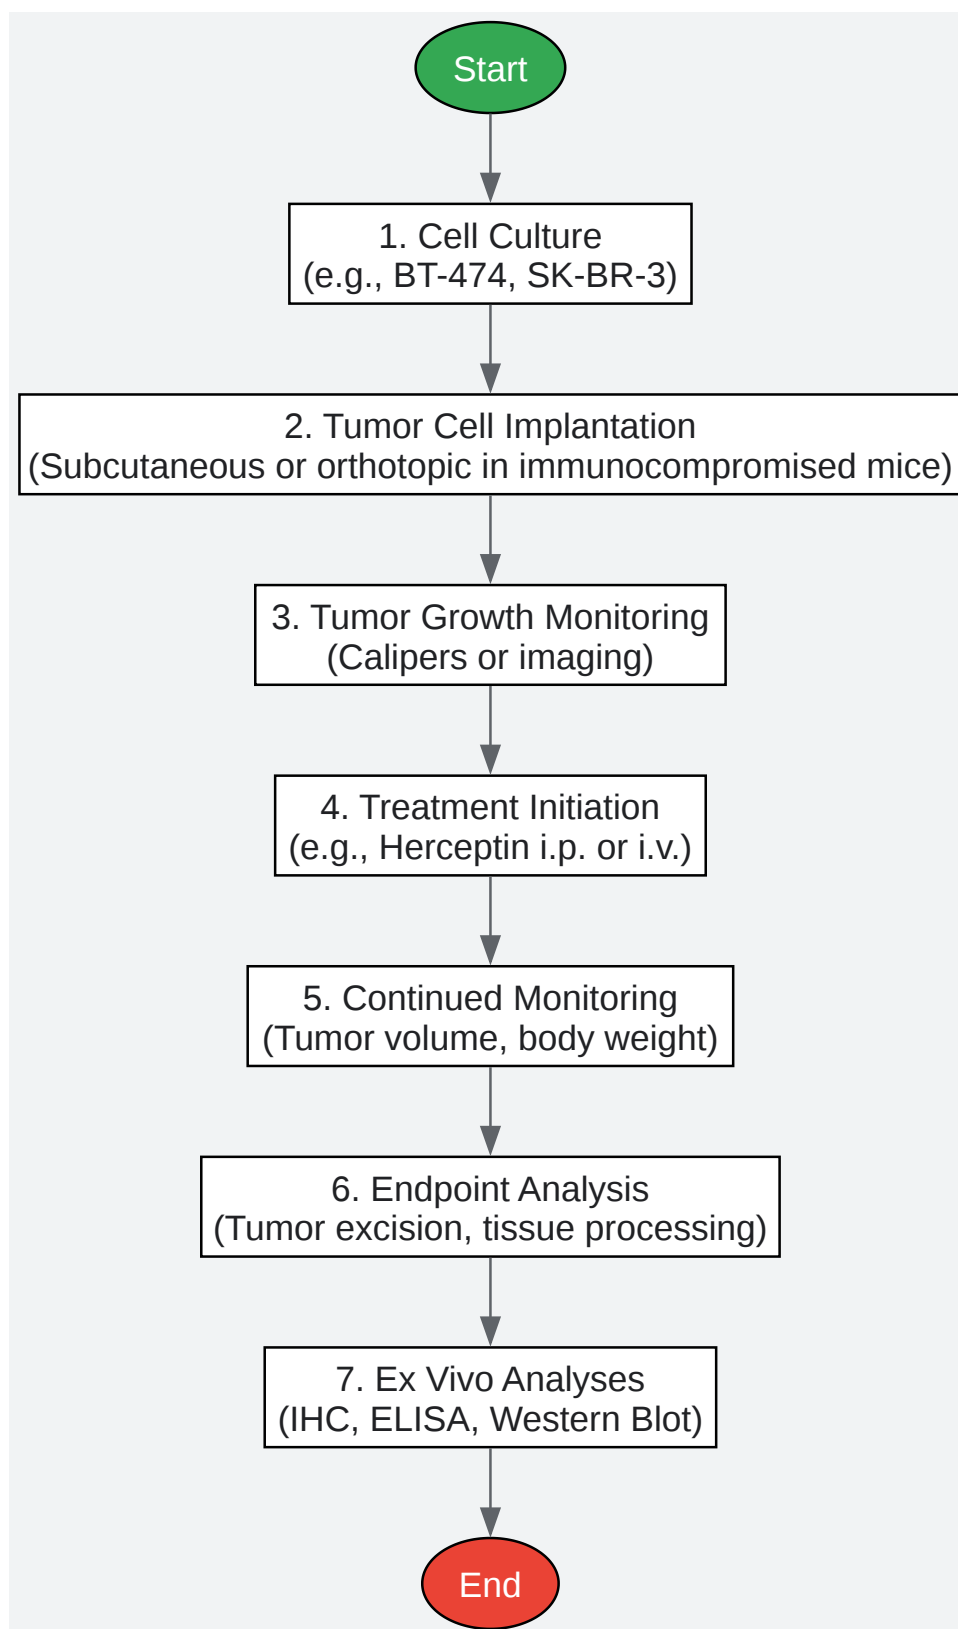 Start
1. Cell Culture
(e.g., BT-474, SK-BR-3)
2. Tumor Cell Implantation
(Subcutaneous or orthotopic in immunocompromised mice)
3. Tumor Growth Monitoring
(Calipers or imaging)
4. Treatment Initiation
(e.g., Herceptin i.p. or i.v.)
5. Continued Monitoring
(Tumor volume, body weight)
6. Endpoint Analysis
(Tumor excision, tissue processing)
7. Ex Vivo Analyses
(IHC, ELISA, Western Blot)
End